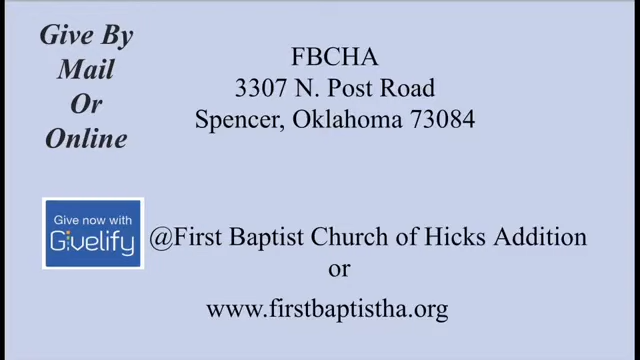 Give By
Mail
Or
Online
FBCHA
3307 N. Post Road
Spencer, Oklahoma 73084
Give now with
Givelify
@First Baptist Church of Hicks Addition
or
www.firstbaptistha.org